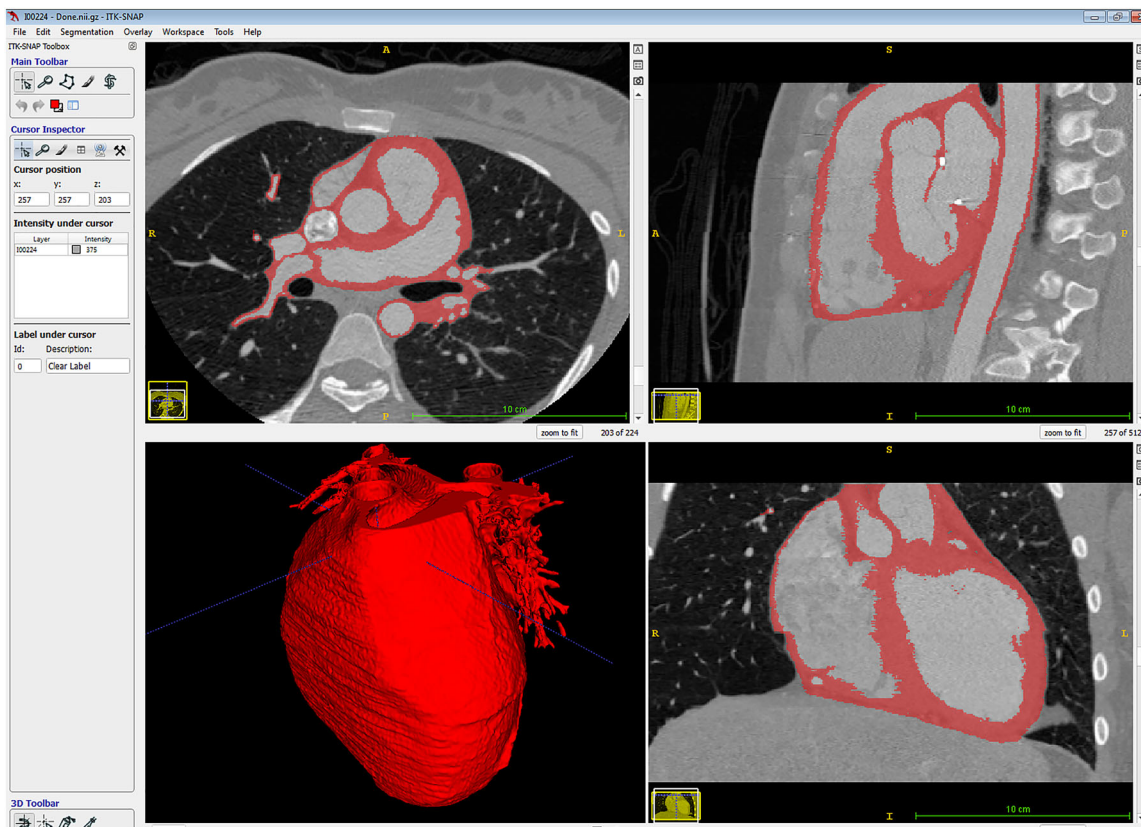 I00224 - Done.nii.gz - ITK-SNAP
File Edit Segmentation Overlay Workspace Tools Help
ITK-SNAP Toolbox
Main Toolbar
Cursor Inspector
Cursor position
x: y: z:
257 257 203
Intensity under cursor
Layer Intensity
I00224 375
Label under cursor
Id: Description:
0 Clear Label
3D Toolbar
A
A
R
L
P
10 cm
zoom to fit 203 of 224
S
A
P
I
10 cm
zoom to fit 257 of 512
S
R
L
I
10 cm